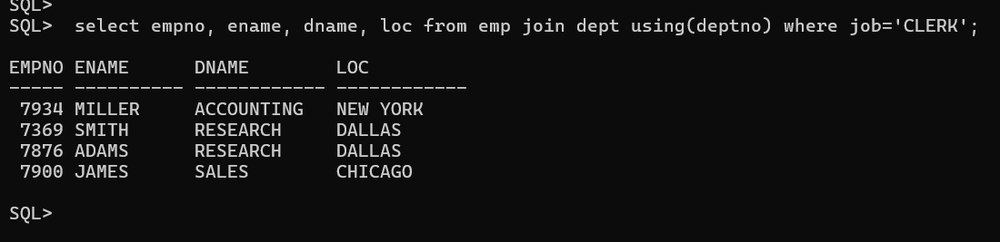 SQL>
SQL>  select empno, ename, dname, loc from emp join dept using(deptno) where job='CLERK';
EMPNO ENAME      DNAME        LOC
----- ---------- ------------ ------------
 7934 MILLER     ACCOUNTING   NEW YORK
 7369 SMITH      RESEARCH     DALLAS
 7876 ADAMS      RESEARCH     DALLAS
 7900 JAMES      SALES        CHICAGO
SQL>